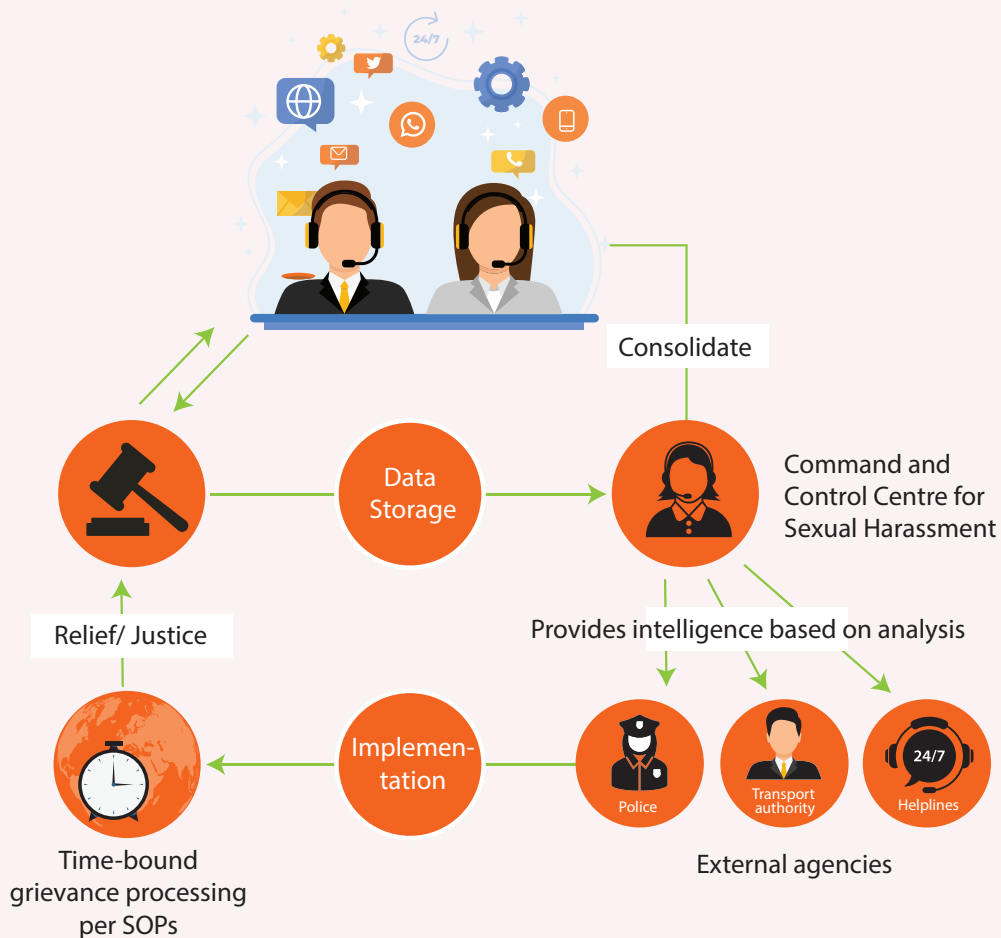 24/7
Consolidate
Data
Storage
Command and
Control Centre for
Sexual Harassment
Relief/ Justice
Provides intelligence based on analysis
Implemen-
tation
Police
Transport
authority
24/7
Helplines
Time-bound
grievance processing
per SOPs
External agencies